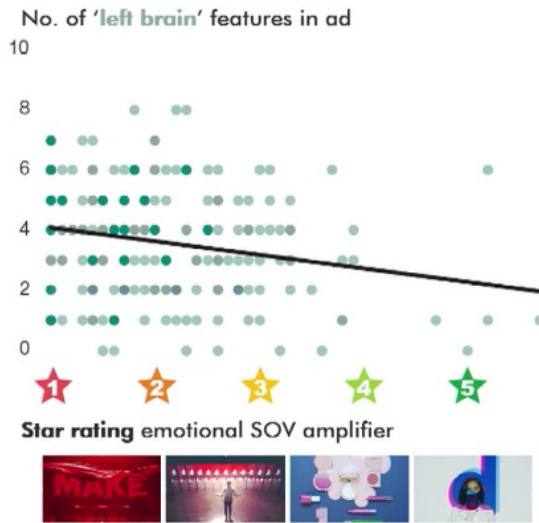 No. of 'left brain' features in ad
10
8
6
4
2
0
1 2 3 4 5
Star rating emotional SOV amplifier
MAKE